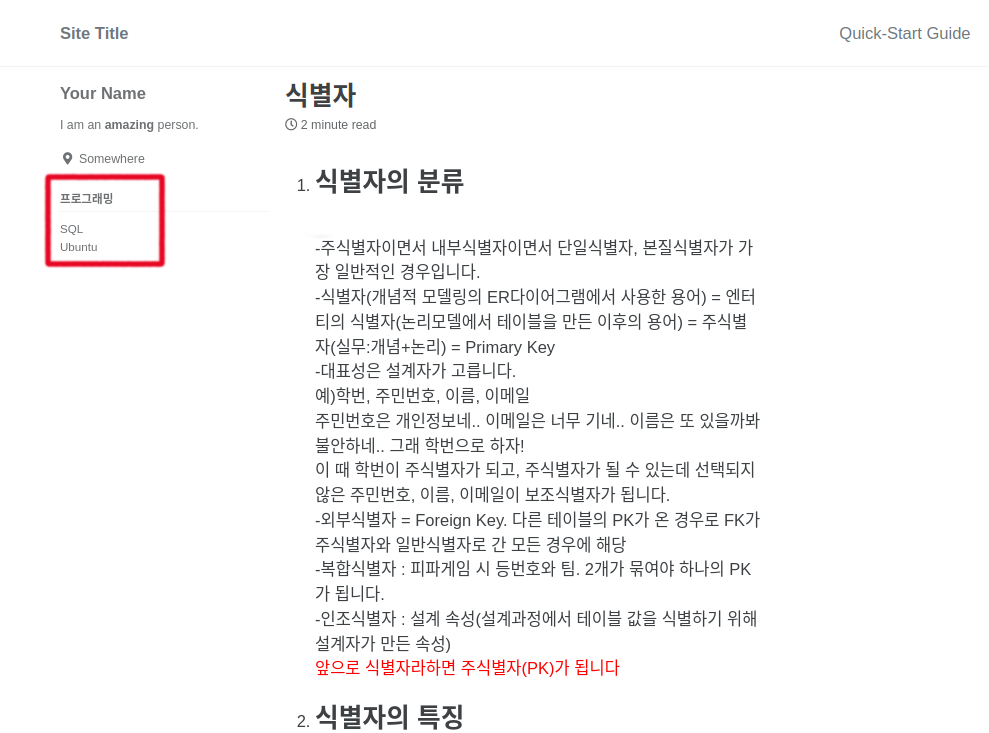 Site Title
Quick-Start Guide
Your Name
I am an amazing person.
Somewhere
프로그래밍
SQL
Ubuntu
식별자
2 minute read
1. 식별자의 분류
-주식별자이면서 내부식별자이면서 단일식별자, 본질식별자가 가
장 일반적인 경우입니다.
-식별자(개념적 모델링의 ER다이어그램에서 사용한 용어) = 엔터
티의 식별자(논리모델에서 테이블을 만든 이후의 용어) = 주식별
자(실무:개념+논리) = Primary Key
-대표성은 설계자가 고릅니다.
예)학번, 주민번호, 이름, 이메일
주민번호은 개인정보네.. 이메일은 너무 기네.. 이름은 또 있을까봐
불안하네.. 그래 학번으로 하자!
이 때 학번이 주식별자가 되고, 주식별자가 될 수 있는데 선택되지
않은 주민번호, 이름, 이메일이 보조식별자가 됩니다.
-외부식별자 = Foreign Key. 다른 테이블의 PK가 온 경우로 FK가
주식별자와 일반식별자로 간 모든 경우에 해당
-복합식별자 : 피파게임 시 등번호와 팀. 2개가 묶여야 하나의 PK
가 됩니다.
-인조식별자 : 설계 속성(설계과정에서 테이블 값을 식별하기 위해
설계자가 만든 속성)
앞으로 식별자라하면 주식별자(PK)가 됩니다
2. 식별자의 특징